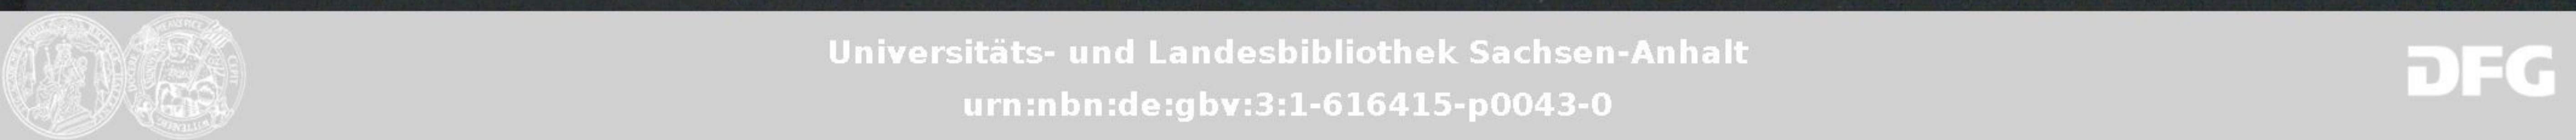 Universitäts- und Landesbibliothek Sachsen-Anhalt
urn:nbn:de:gbv:3:1-616415-p0043-0
DFG